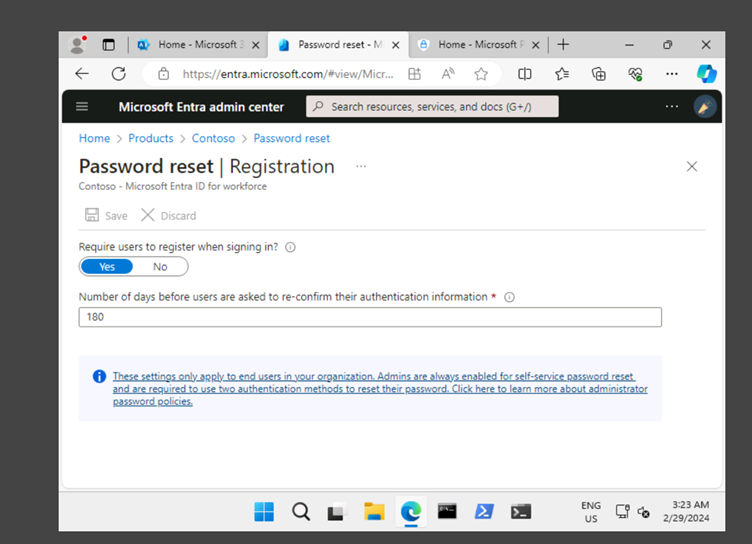 Home - Microsoft 3
Password reset - M
Home - Microsoft P
https://entra.microsoft.com/#view/Micr...
Microsoft Entra admin center
Search resources, services, and docs (G+/)
Home > Products > Contoso > Password reset
Password reset | Registration
Contoso - Microsoft Entra ID for workforce
Save
Discard
Require users to register when signing in?
Yes
No
Number of days before users are asked to re-confirm their authentication information *
180
These settings only apply to end users in your organization. Admins are always enabled for self-service password reset
and are required to use two authentication methods to reset their password. Click here to learn more about administrator
password policies.
ENG
US
3:23 AM
2/29/2024